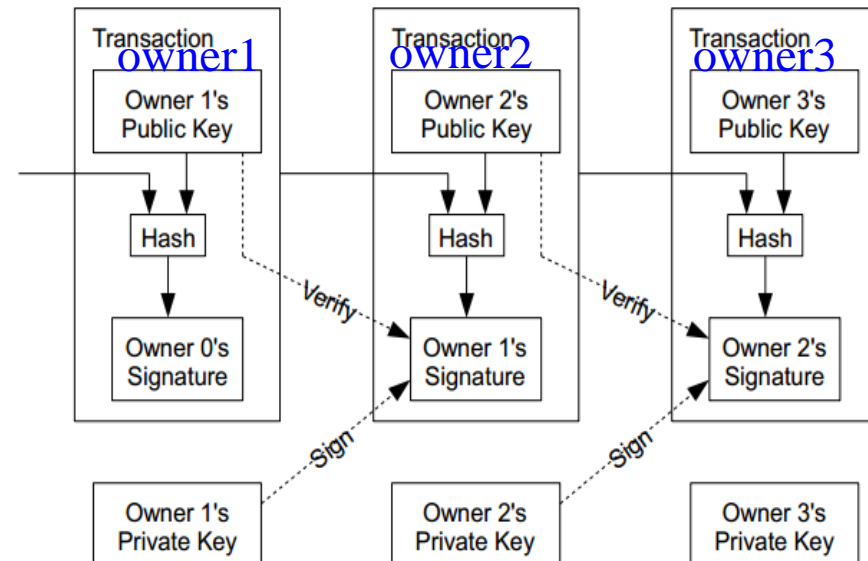 Transaction
owner1
Owner 1's
Public Key
Hash
Owner 0's
Signature
Transaction
owner2
Owner 2's
Public Key
Hash
Verify
Owner 1's
Signature
Transaction
owner3
Owner 3's
Public Key
Hash
Verify
Owner 2's
Signature
Sign
Sign
Owner 1's
Private Key
Owner 2's
Private Key
Owner 3's
Private Key